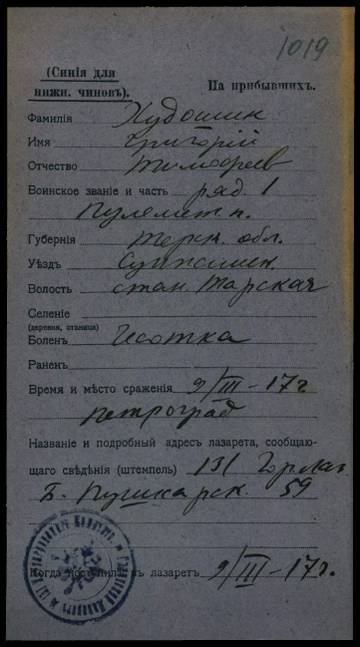 1019
(Синія для
нижн. чиновъ).
На прибывшихъ.
Фамилія Худошин
Имя Григорій
Отчество Тимофеев
Воинское званіе и часть ряд 1
Пулемет п.
Губернія Терск. обл.
Уѣздъ Сунженск.
Волость стан. Тарская
Селеніе
(деревня, станица)
Боленъ Чесотка
Раненъ
Время и мѣсто сраженія 9/III-17 г
Петроград
Названіе и подробный адресъ лазарета, сообщаю-
щаго свѣдѣнія (штемпель) 131 Гор лаз.
Б. Пушкарск. 59
Когда поступилъ въ лазаретъ 9/III-17 г.